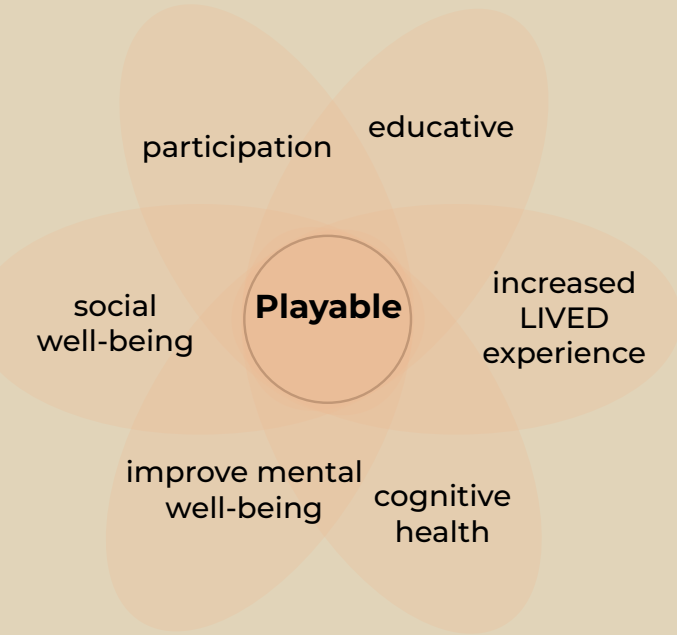 participation
educative
social
well-being
Playable
increased
LIVED
experience
improve mental
well-being
cognitive
health